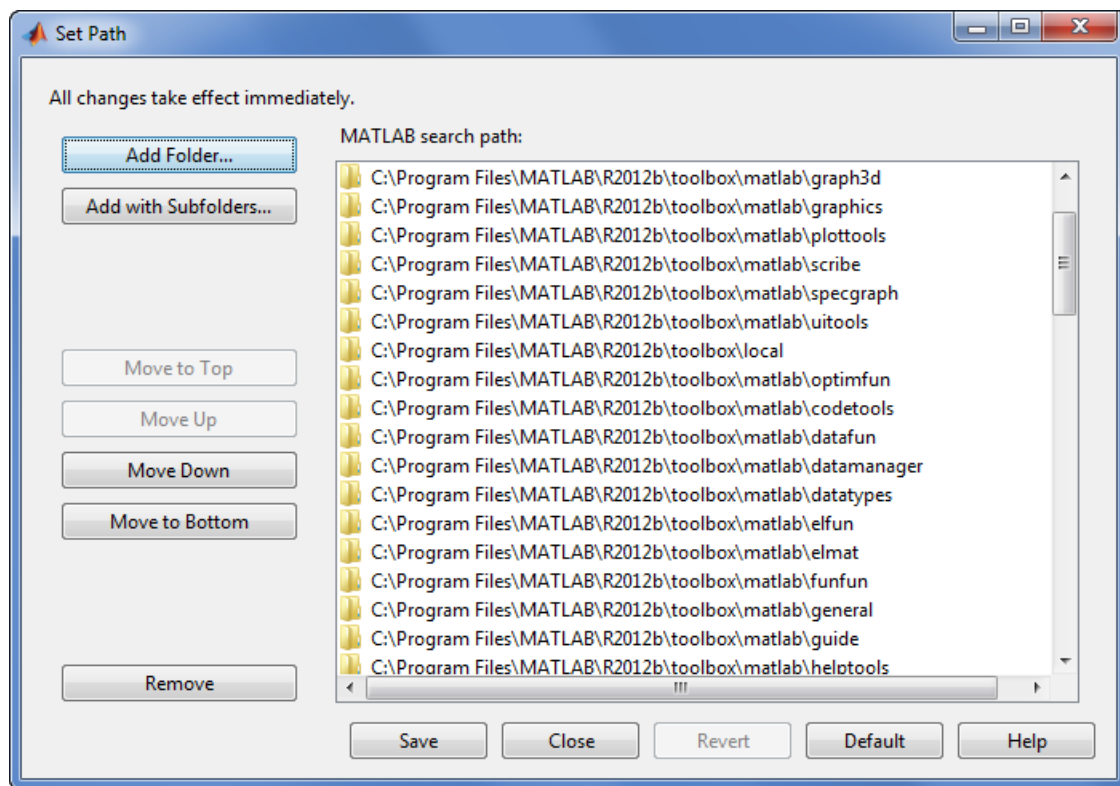 Set Path
All changes take effect immediately.
Add Folder...
Add with Subfolders...
Move to Top
Move Up
Move Down
Move to Bottom
Remove
MATLAB search path:
C:\Program Files\MATLAB\R2012b\toolbox\matlab\graph3d
C:\Program Files\MATLAB\R2012b\toolbox\matlab\graphics
C:\Program Files\MATLAB\R2012b\toolbox\matlab\plottools
C:\Program Files\MATLAB\R2012b\toolbox\matlab\scribe
C:\Program Files\MATLAB\R2012b\toolbox\matlab\specgraph
C:\Program Files\MATLAB\R2012b\toolbox\matlab\uitools
C:\Program Files\MATLAB\R2012b\toolbox\local
C:\Program Files\MATLAB\R2012b\toolbox\matlab\optimfun
C:\Program Files\MATLAB\R2012b\toolbox\matlab\codetools
C:\Program Files\MATLAB\R2012b\toolbox\matlab\datafun
C:\Program Files\MATLAB\R2012b\toolbox\matlab\datamanager
C:\Program Files\MATLAB\R2012b\toolbox\matlab\datatypes
C:\Program Files\MATLAB\R2012b\toolbox\matlab\elfun
C:\Program Files\MATLAB\R2012b\toolbox\matlab\elmat
C:\Program Files\MATLAB\R2012b\toolbox\matlab\funfun
C:\Program Files\MATLAB\R2012b\toolbox\matlab\general
C:\Program Files\MATLAB\R2012b\toolbox\matlab\guide
C:\Program Files\MATLAB\R2012b\toolbox\matlab\helptools
Save
Close
Revert
Default
Help